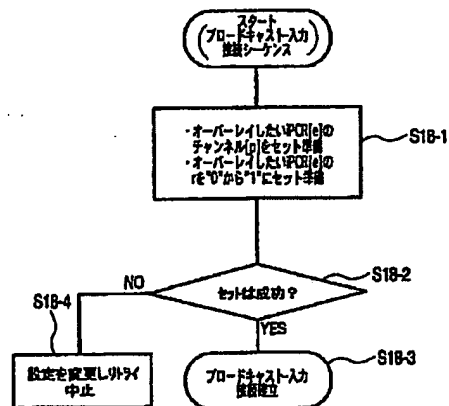 スタート
ブロードキャスト-入力
接続シーケンス
・オーバーレイしたいiPCR[e]の
チャンネル[p]をセット準備
・オーバーレイしたいiPCR[e]の
rを"0"から"1"にセット準備
S18-1
セットは成功?
S18-2
NO
S18-4
YES
設定を変更しリトライ
中止
ブロードキャスト-入力
接続確立
S18-3